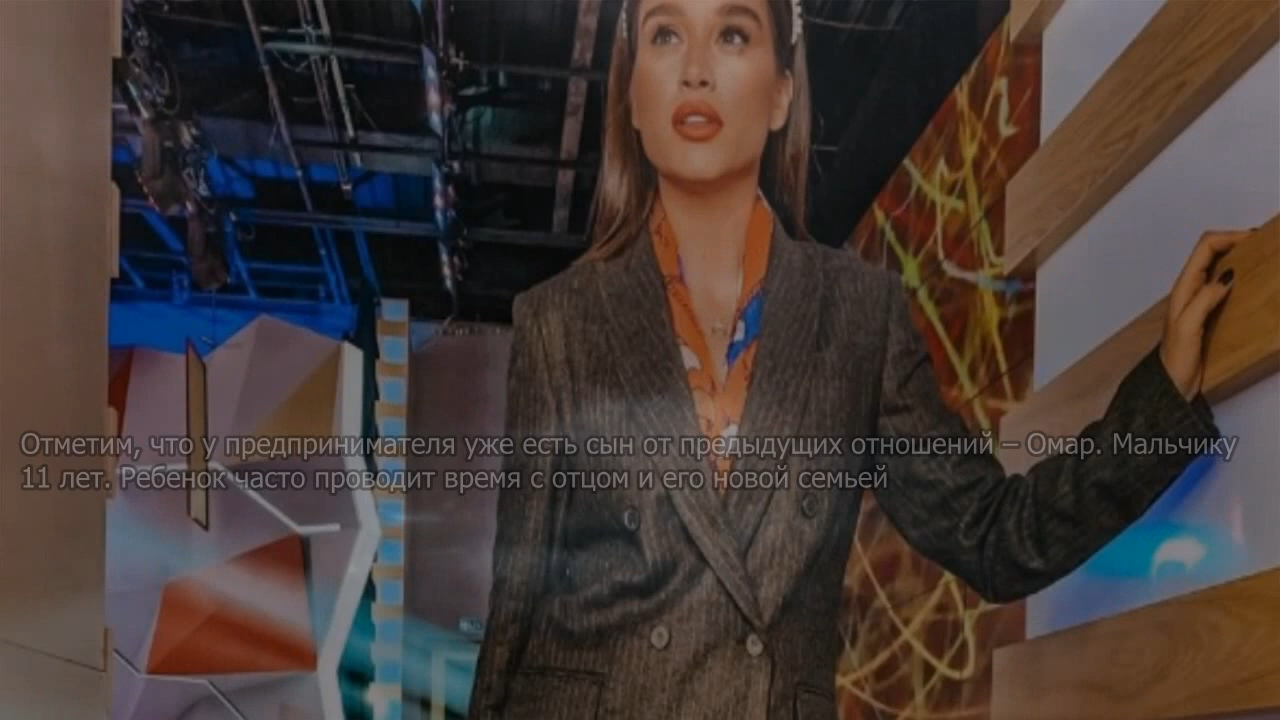 Отметим, что у предпринимателя уже есть сын от предыдущих отношений – Омар. Мальчику
11 лет. Ребенок часто проводит время с отцом и его новой семьей